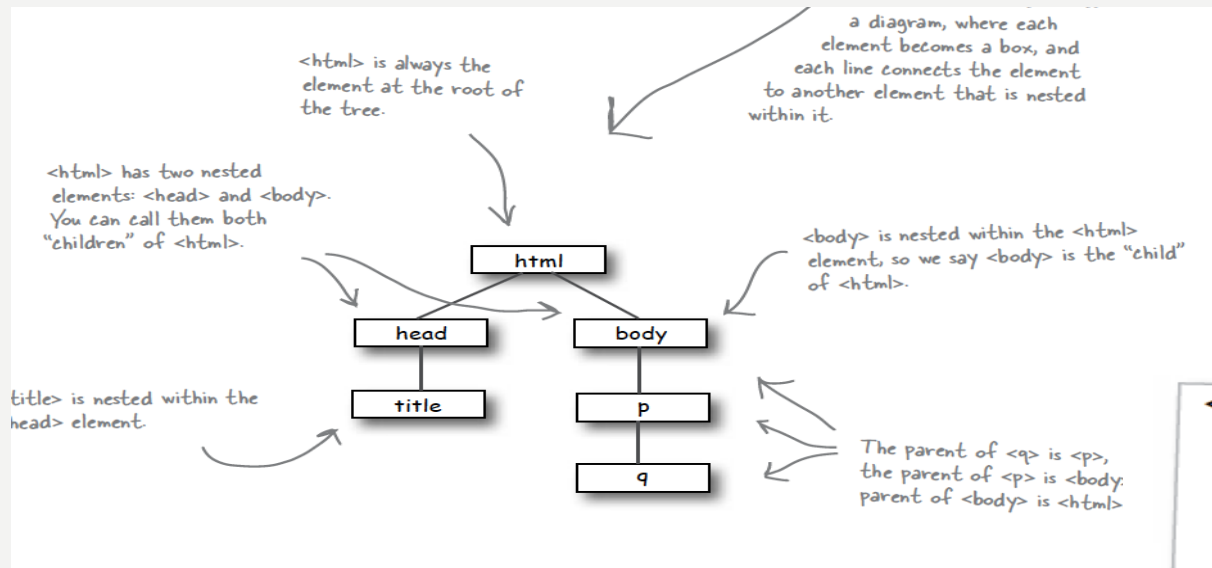 a diagram, where each
element becomes a box, and
each line connects the element
to another element that is nested
within it.
<html> is always the
element at the root of
the tree.
<html> has two nested
elements: <head> and <body>.
You can call them both
“children” of <html>.
html
<body> is nested within the <html>
element, so we say <body> is the “child”
of <html>.
head
body
title> is nested within the
head> element.
title
p
The parent of <q> is <p>,
the parent of <p> is <body
parent of <body> is <html>
q